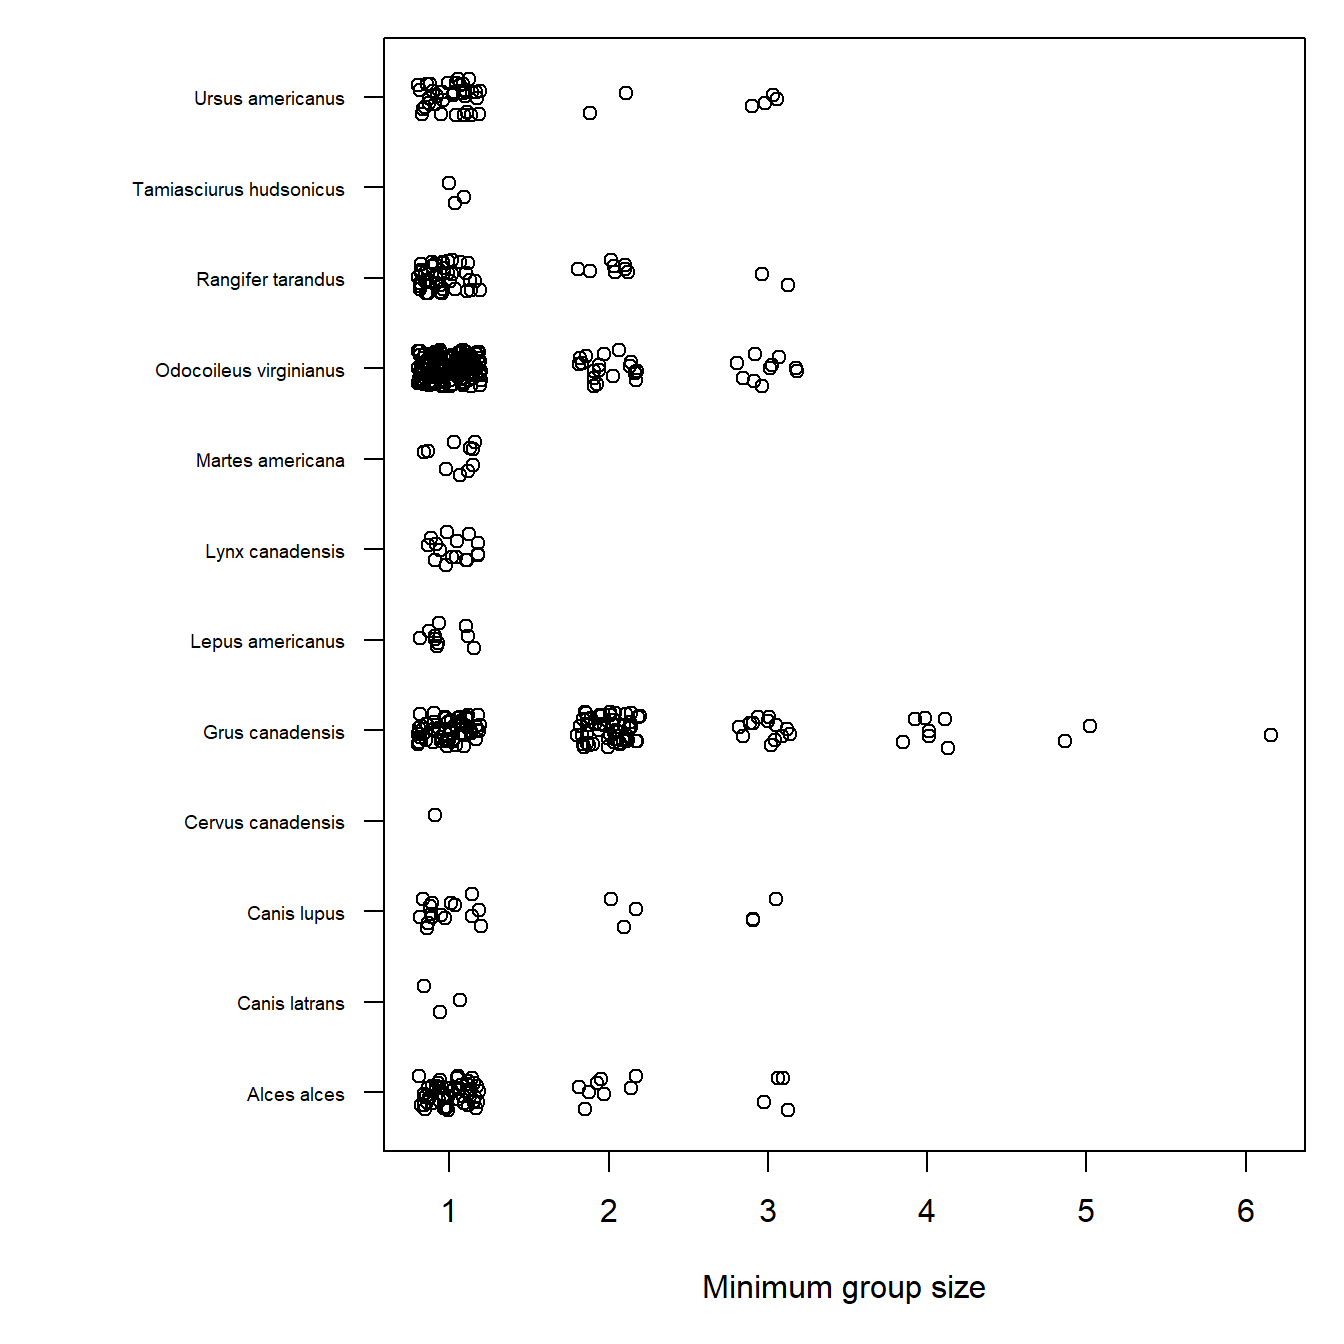 Ursus americanus
Tamiasciurus hudsonicus
Rangifer tarandus
Odocoileus virginianus
Martes americana
Lynx canadensis
Lepus americanus
Grus canadensis
Cervus canadensis
Canis lupus
Canis latrans
Alces alces
1 2 3 4 5 6
Minimum group size